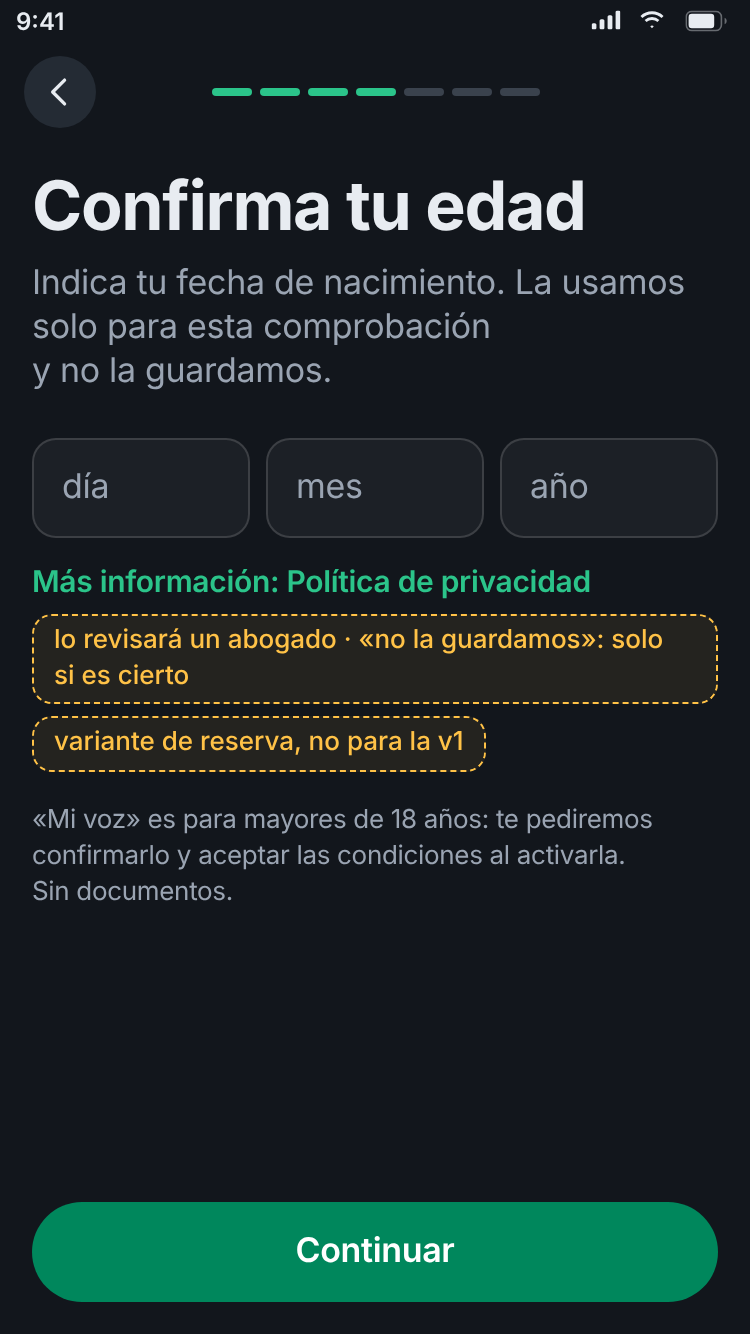 9:41
Confirma tu edad
Indica tu fecha de nacimiento. La usamos
solo para esta comprobación
y no la guardamos.
día
mes
año
Más información: Política de privacidad
lo revisará un abogado · «no la guardamos»: solo
si es cierto
variante de reserva, no para la v1
«Mi voz» es para mayores de 18 años: te pediremos
confirmarlo y aceptar las condiciones al activarla.
Sin documentos.
Continuar